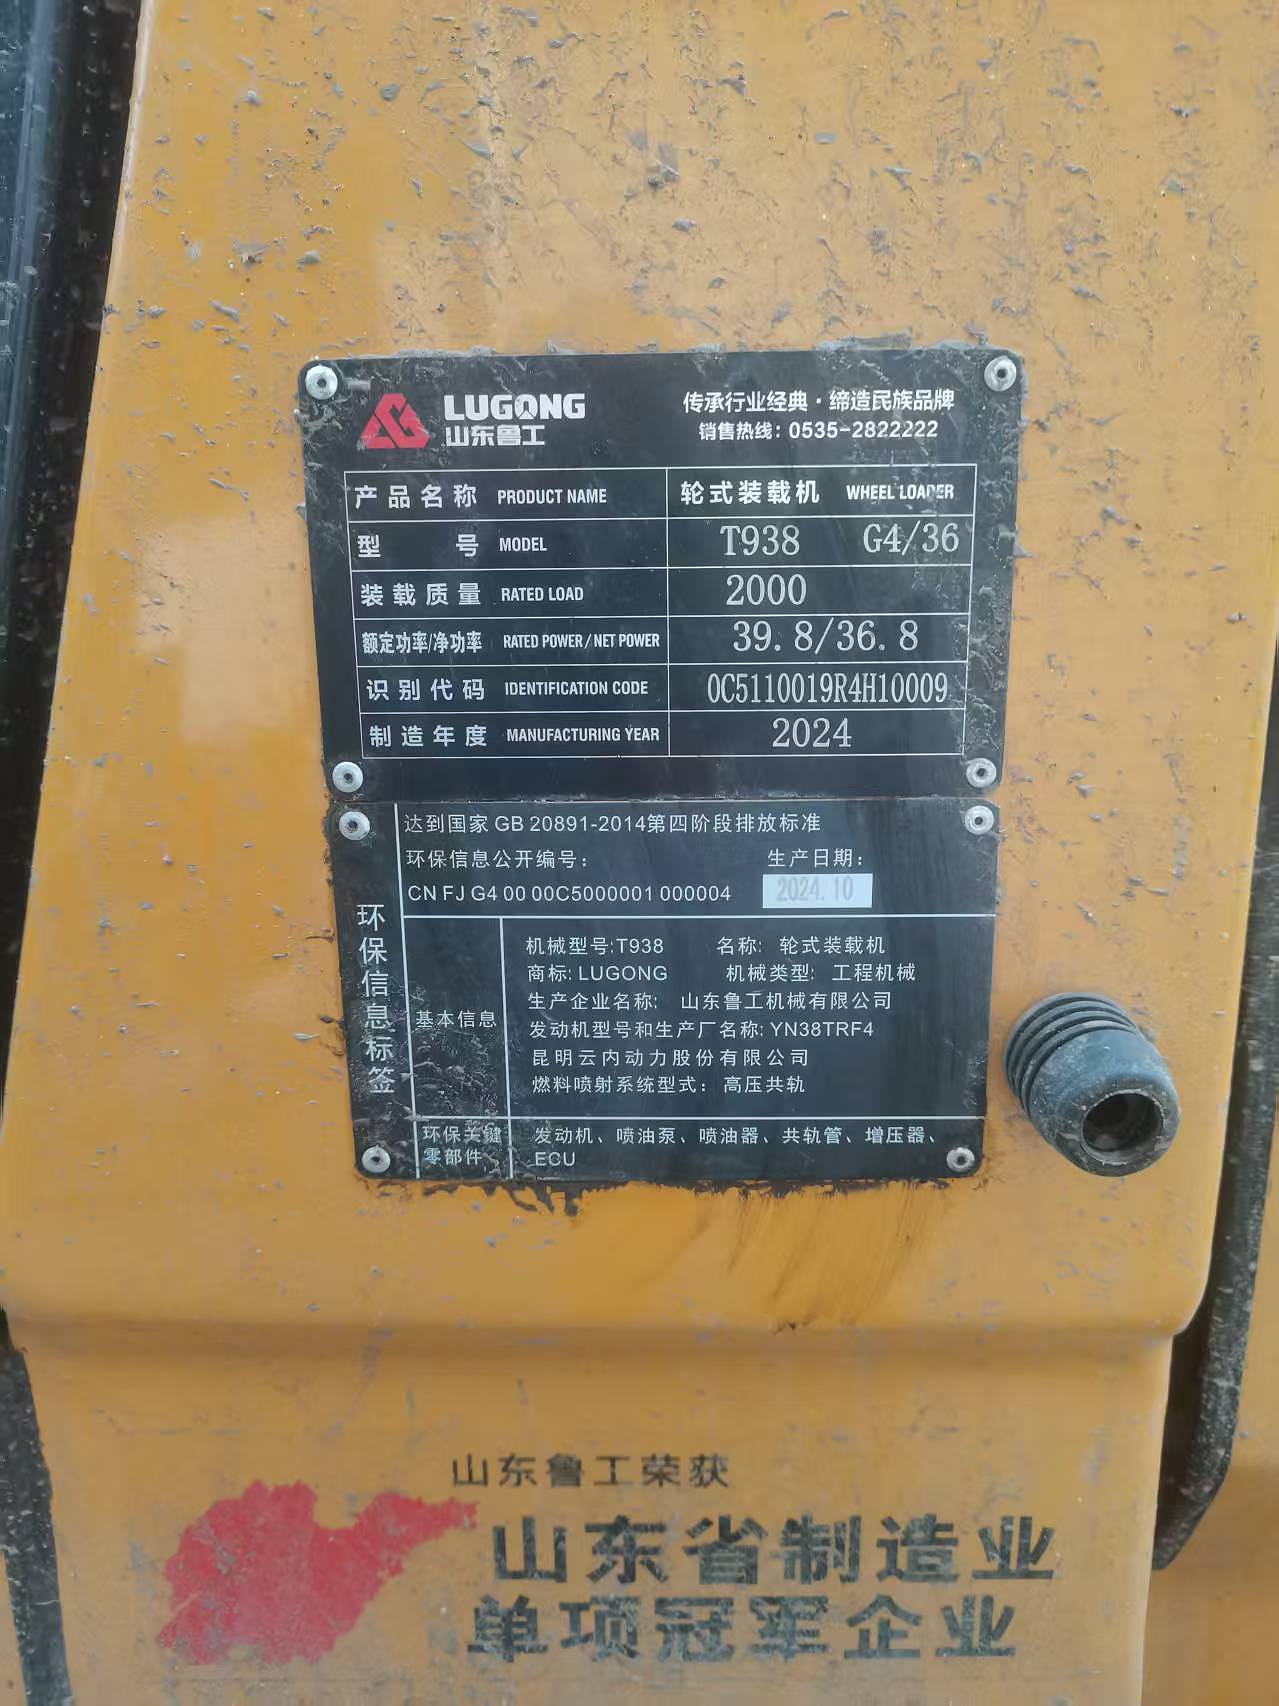 LUGONG
山东鲁工
传承行业经典·缔造民族品牌
销售热线：0535-2822222
产品名称 PRODUCT NAME 轮式装载机 WHEEL LOADER
型号 MODEL T938 G4/36
装载质量 RATED LOAD 2000
额定功率/净功率 RATED POWER/NET POWER 39.8/36.8
识别代码 IDENTIFICATION CODE 0C5110019R4H10009
制造年度 MANUFACTURING YEAR 2024
环保信息标签
达到国家GB 20891-2014第四阶段排放标准
环保信息公开编号： 生产日期：
CN FJ G4 00 00C5000001 000004 2024.10
基本信息
机械型号:T938 名称: 轮式装载机
商标: LUGONG 机械类型: 工程机械
生产企业名称: 山东鲁工机械有限公司
发动机型号和生产厂名称: YN38TRF4
昆明云内动力股份有限公司
燃料喷射系统型式: 高压共轨
环保关键
零部件
发动机、喷油泵、喷油器、共轨管、增压器、
ECU
山东鲁工荣获
山东省制造业
单项冠军企业